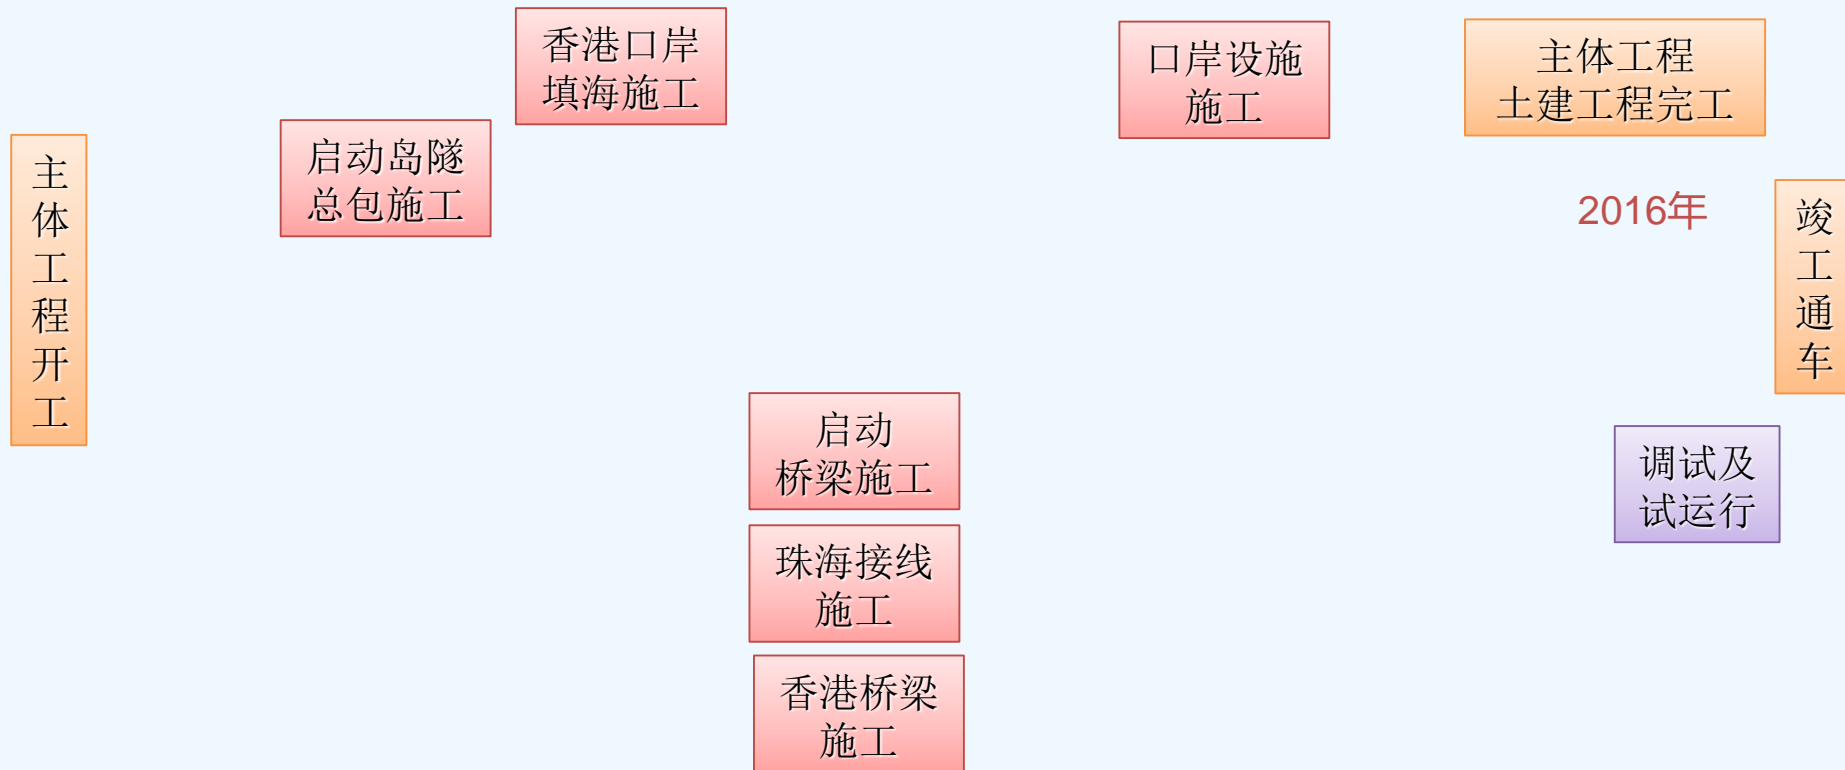 主
体
工
程
开
工
启动岛隧
总包施工
香港口岸
填海施工
启动
桥梁施工
珠海接线
施工
香港桥梁
施工
口岸设施
施工
主体工程
土建工程完工
2016年
调试及
试运行
竣
工
通
车